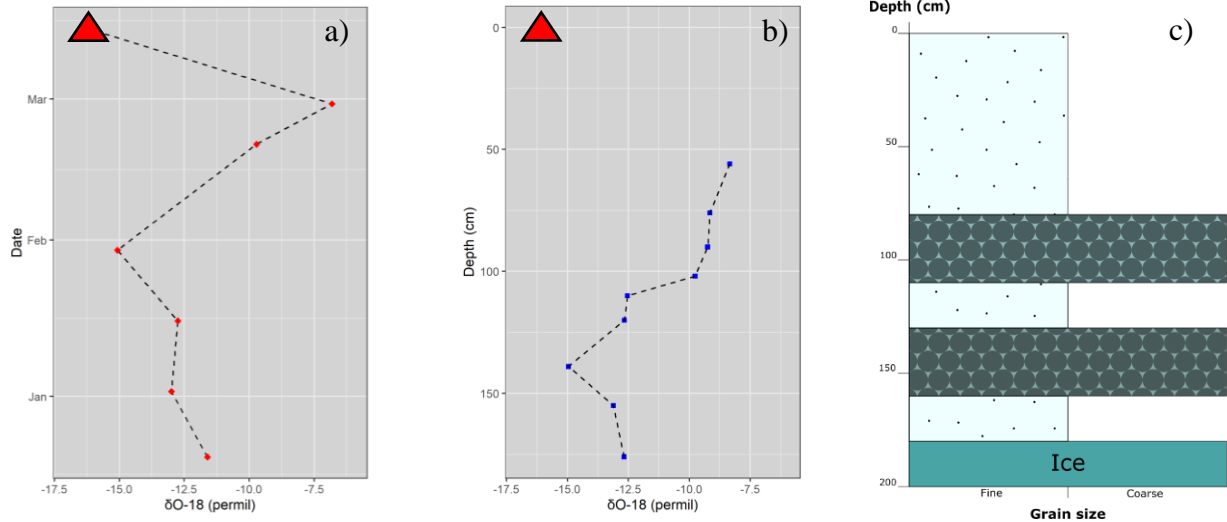 a)
Mar
Feb
Jan
Date
-17.5
-15.0
-12.5
-10.0
-7.5
δO-18 (permil)
b)
0
50
100
150
Depth (cm)
-17.5
-15.0
-12.5
-10.0
-7.5
δO-18 (permil)
Depth (cm)
c)
0
50
100
150
200
Ice
Fine
Coarse
Grain size